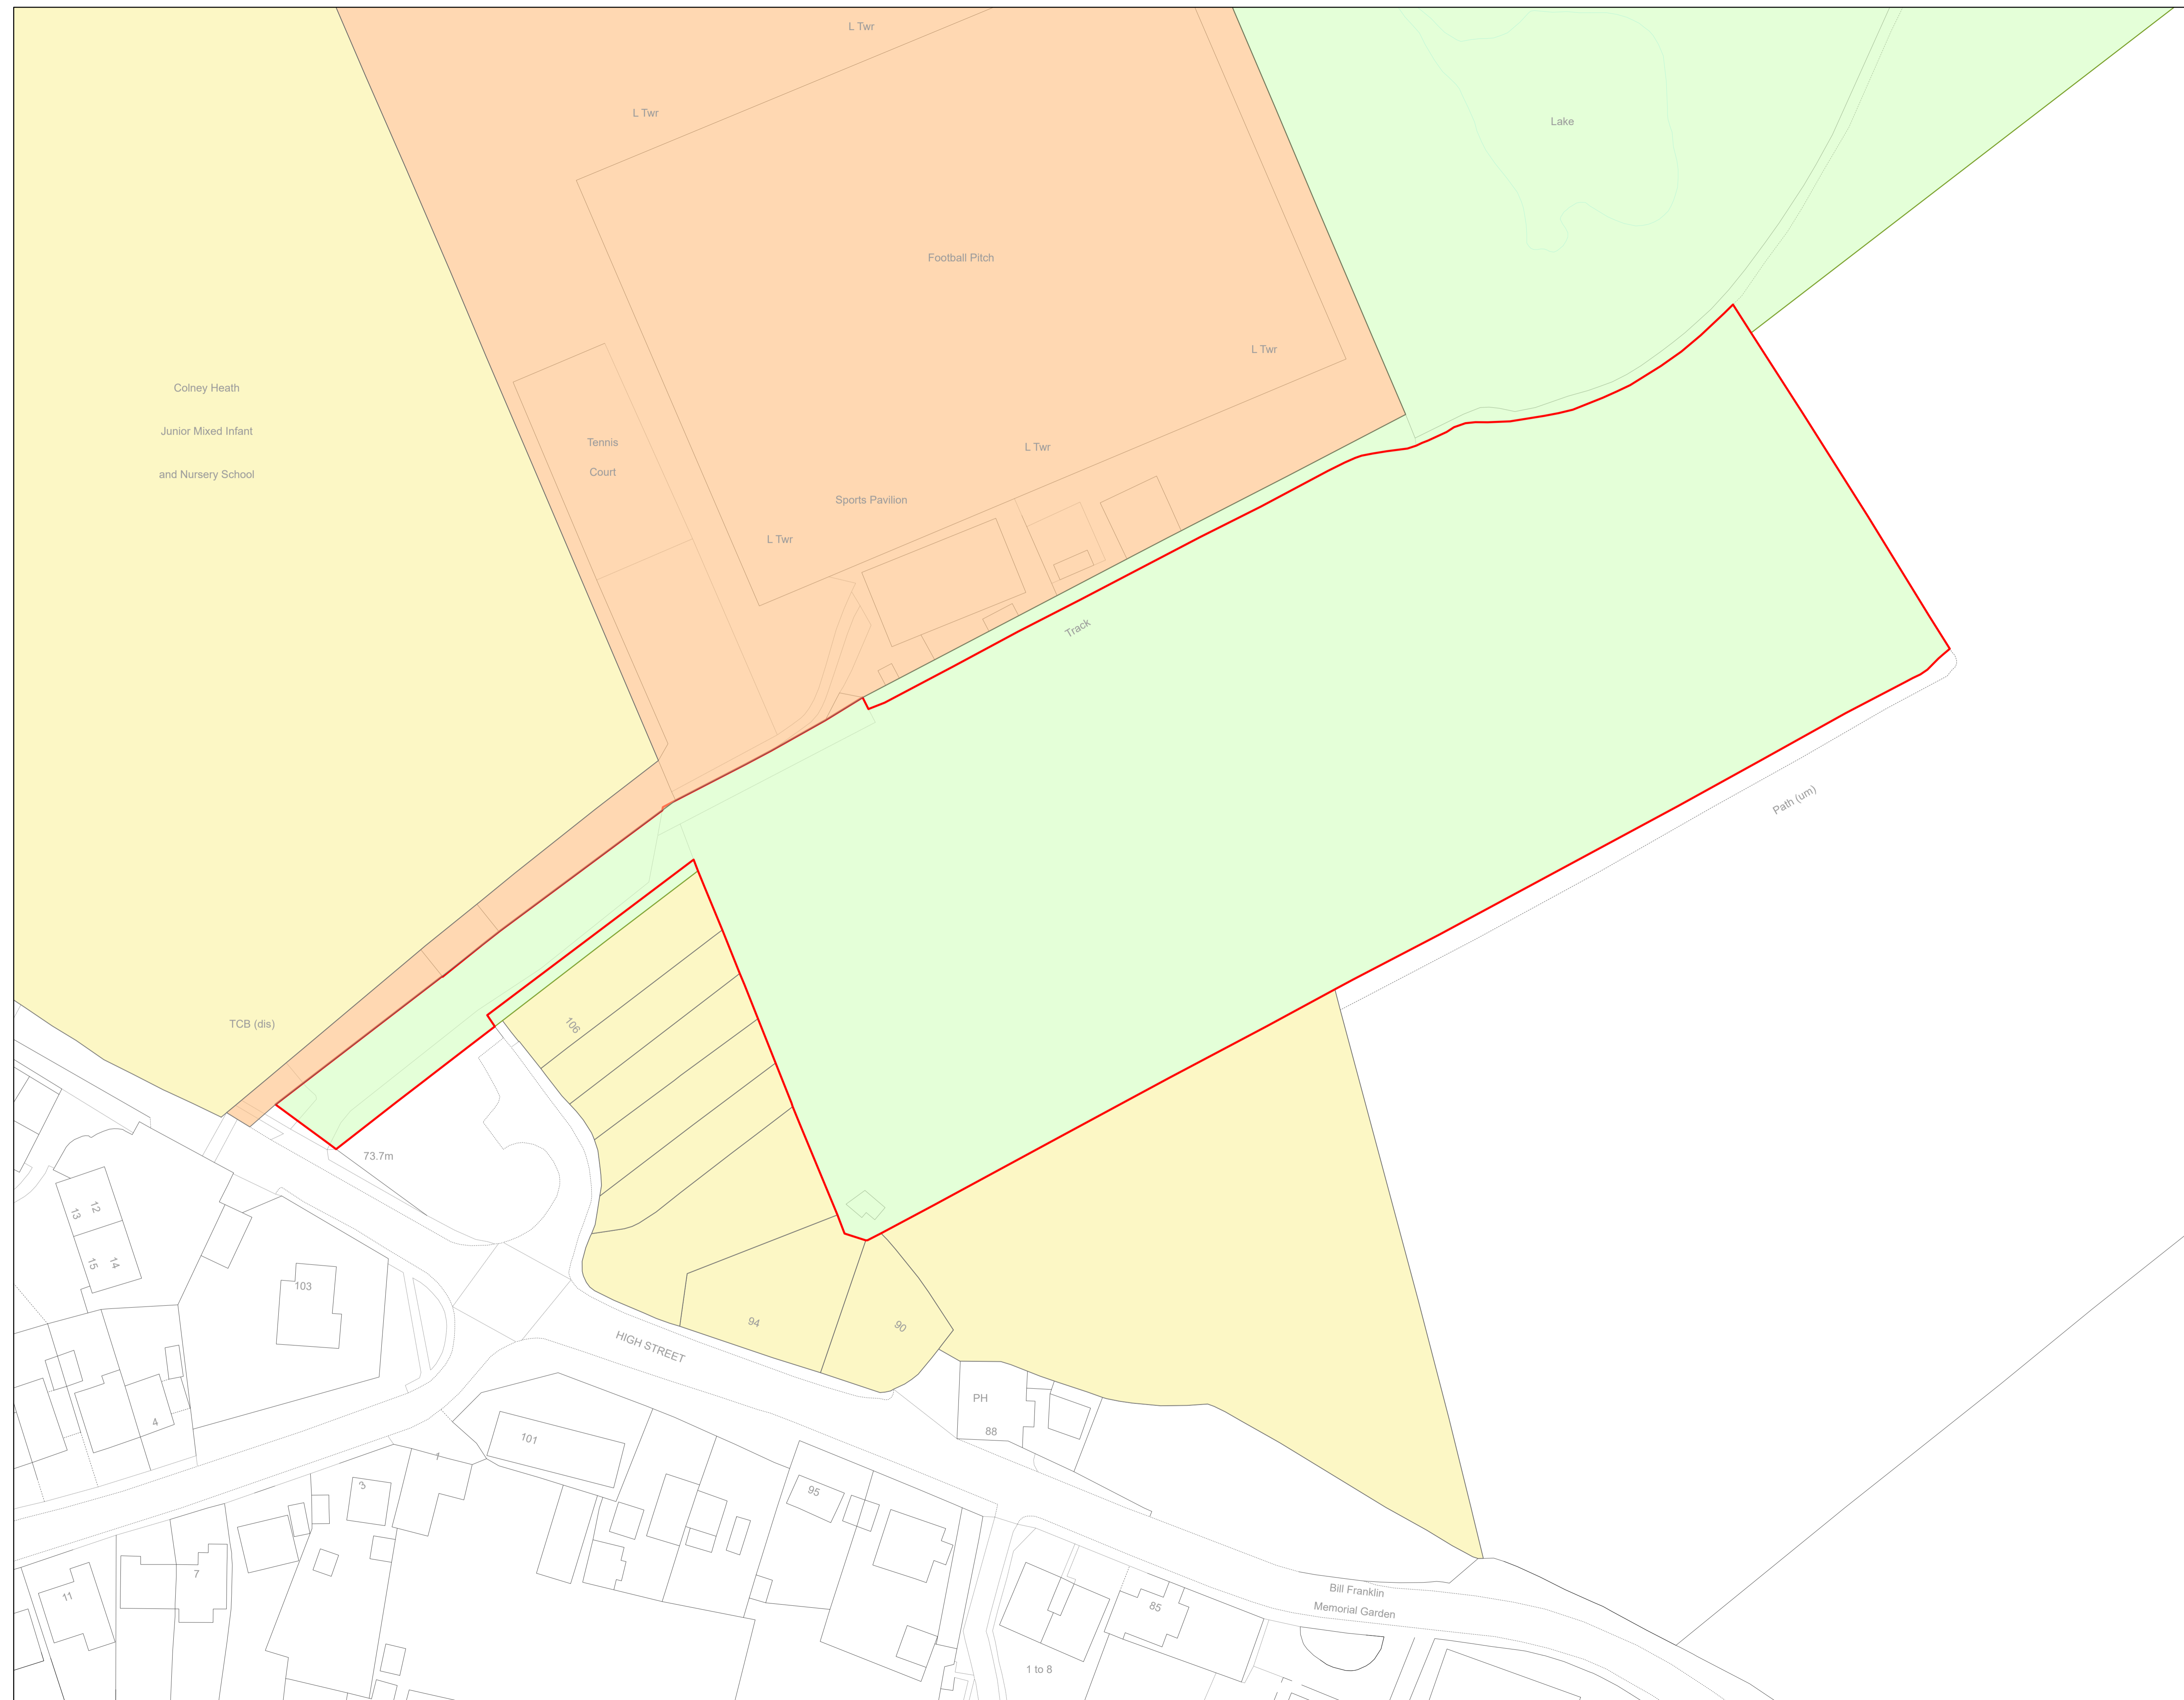 L Twr
L Twr
Lake
Football Pitch
L Twr
Colney Heath
Junior Mixed Infant
and Nursery School
Tennis
Court
L Twr
Sports Pavilion
L Twr
Track
Path (um)
TCB (dis)
106
73.7m
12
13
14
15
103
94
90
HIGH STREET
PH
88
4
101
1
3
95
7
11
Bill Franklin
Memorial Garden
85
1 to 8